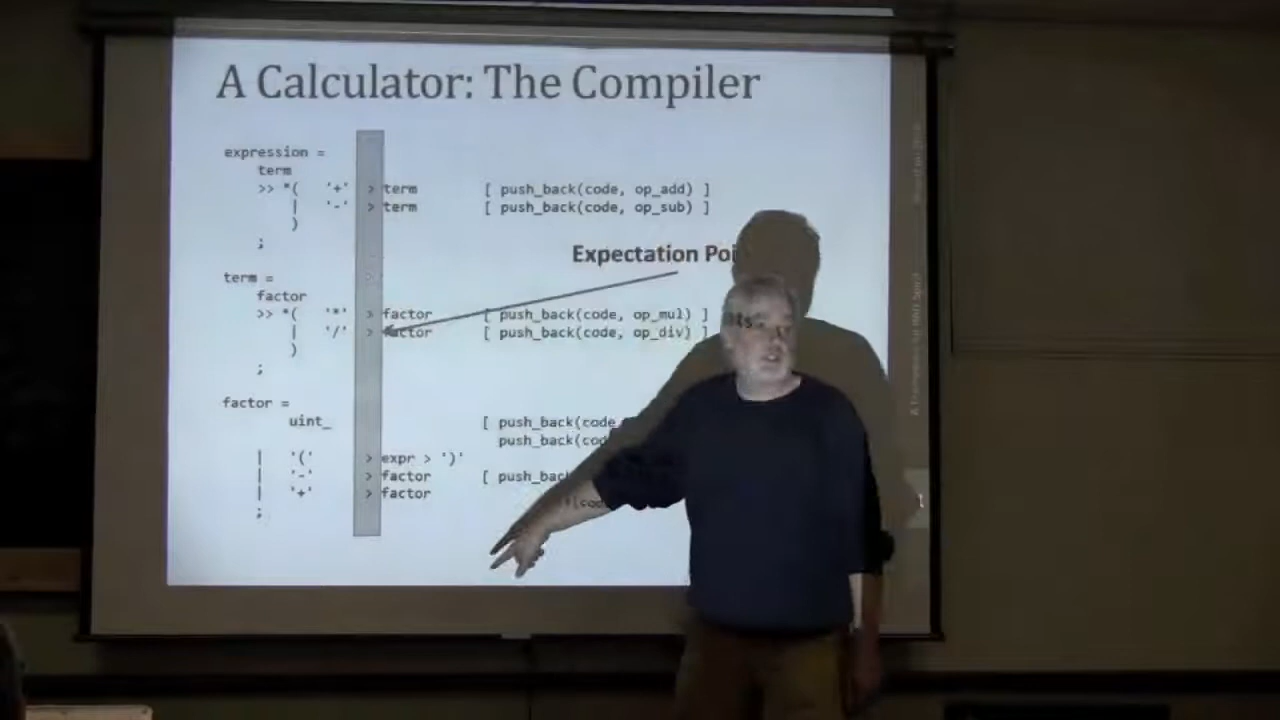 A Calculator: The Compiler
expression =
term
>> *( '+' > term [ push_back(code, op_add) ]
| '-' > term [ push_back(code, op_sub) ]
)
;
Expectation Poi
term =
factor
>> *( '*' > factor [ push_back(code, op_mul) ]
| '/' > factor [ push_back(code, op_div) ]
)
;
factor =
uint_ [ push_back(code
push_back(cod
| '(' > expr > ')'
| '-' > factor [ push_bac
| '+' > factor
;